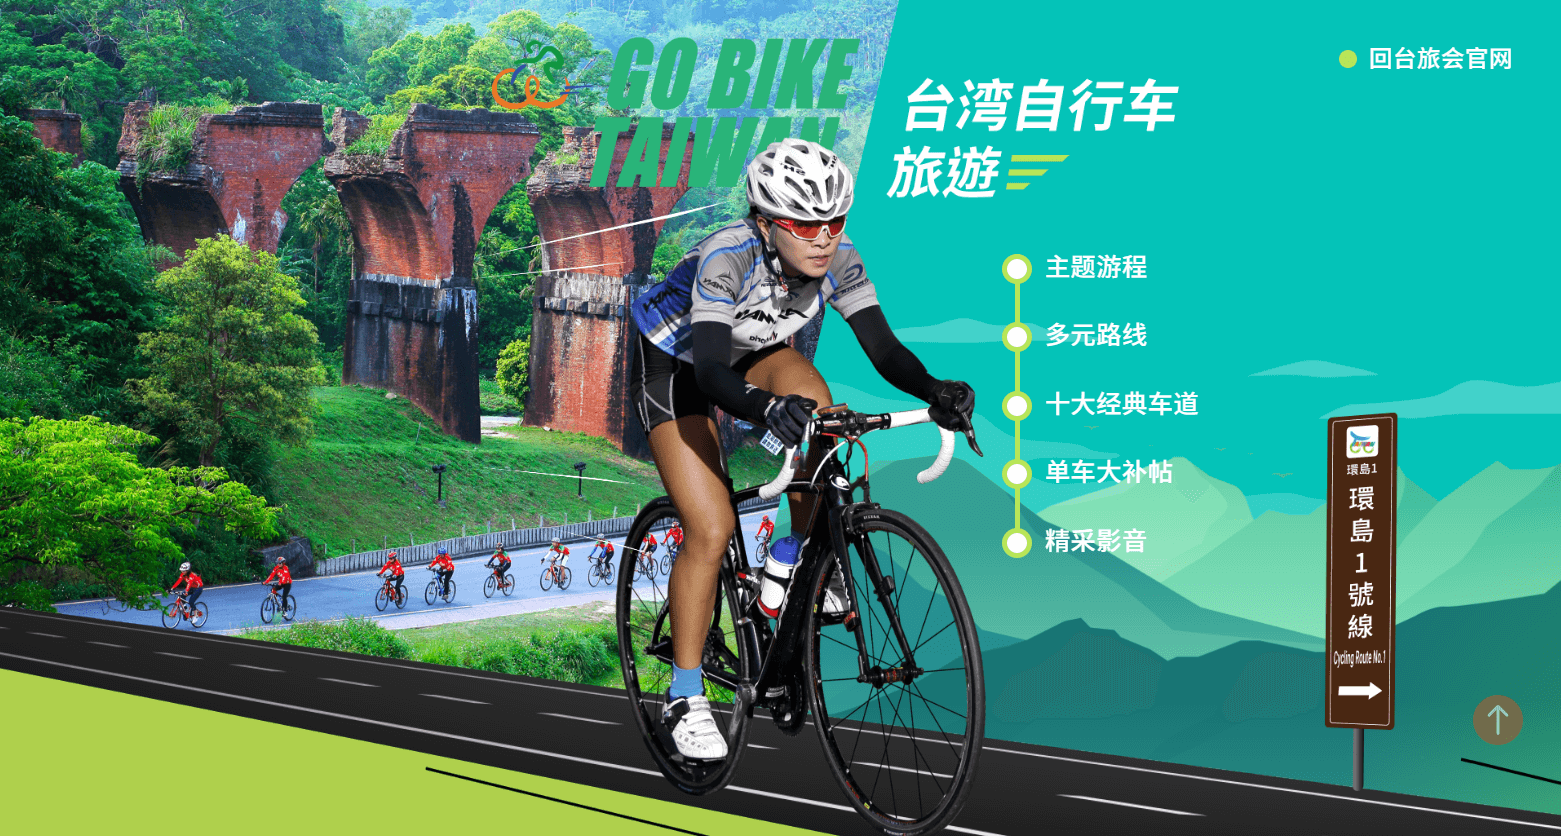 GO BIKE
TAIWAN
回台旅会官网
台湾自行车
旅遊
主题游程
多元路线
十大经典车道
单车大补帖
精采影音
環島1
環
島
1
號
線
Cycling Route No.1